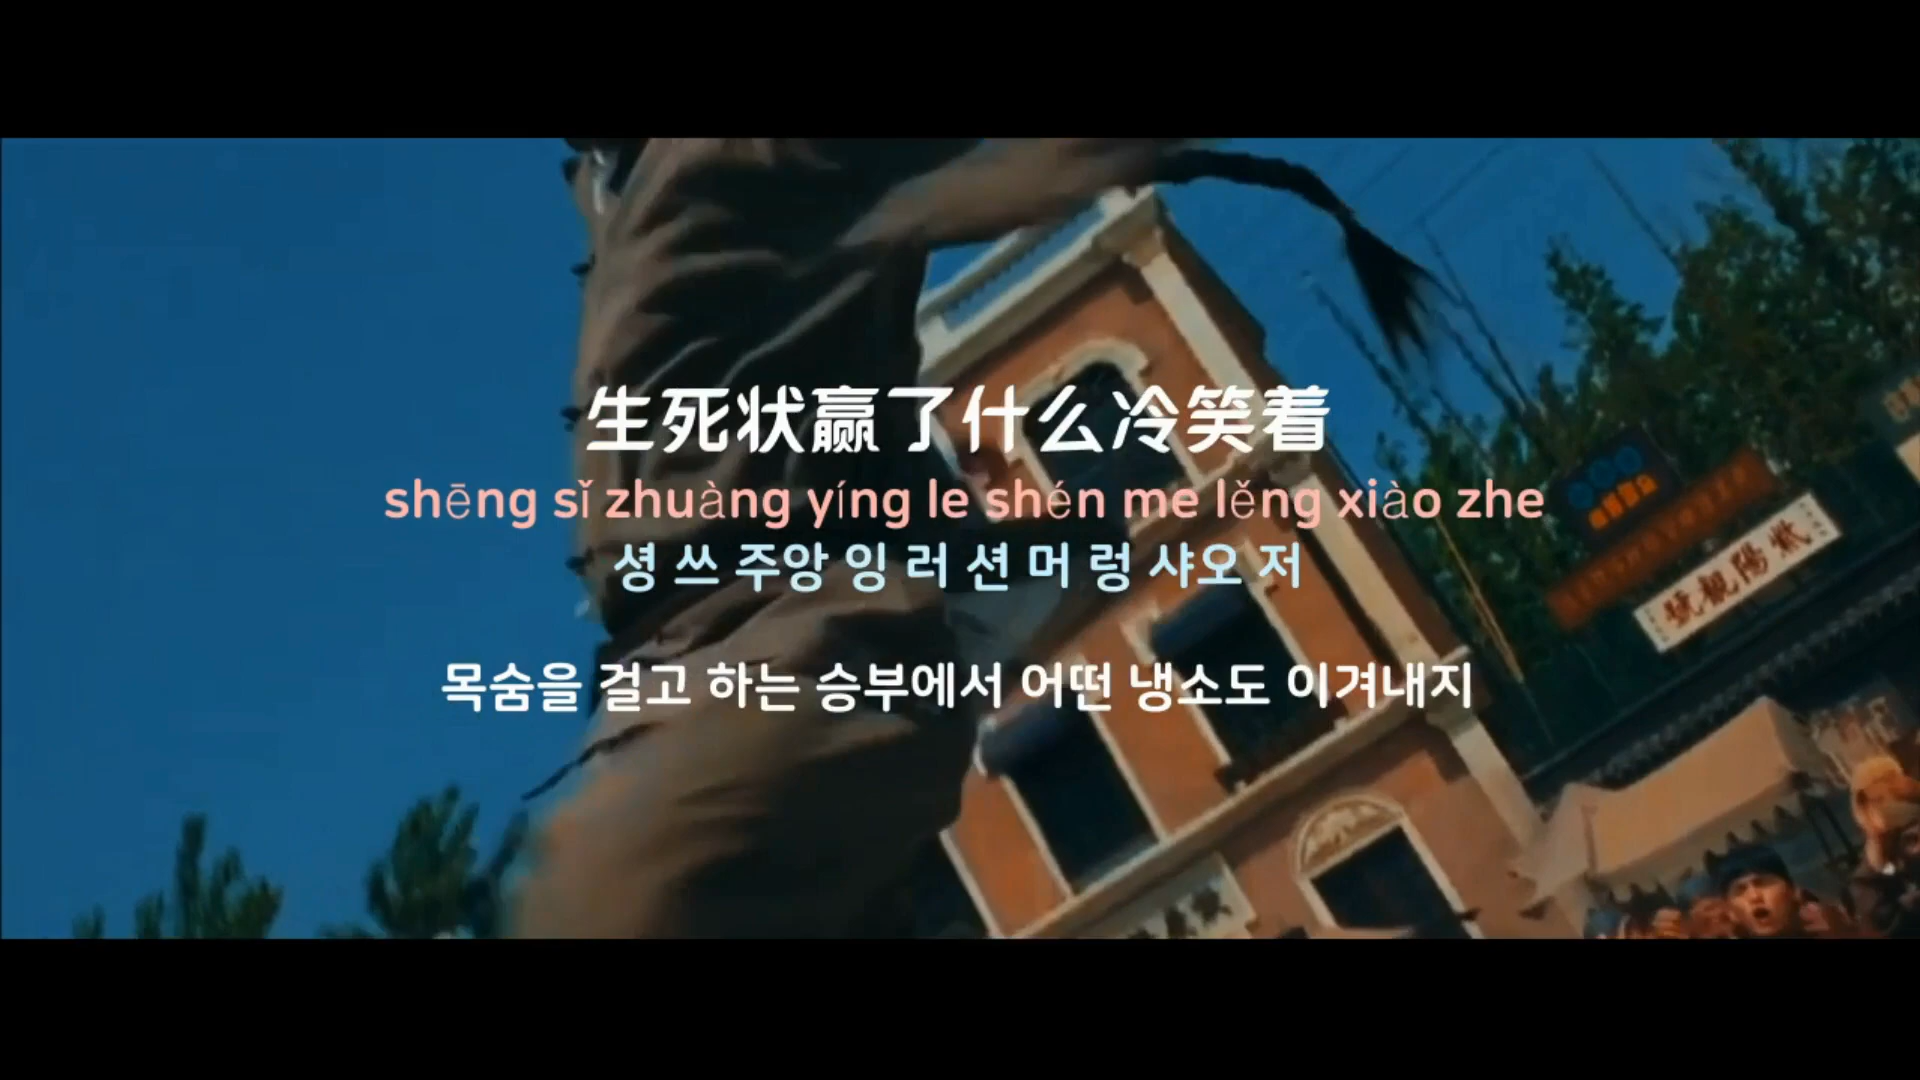 生死状赢了什么冷笑着
shēng sǐ zhuàng yíng le shén me lěng xiào zhe
셩 쓰 주앙 잉 러 션 머 렁 샤오 저
목숨을 걸고 하는 승부에서 어떤 냉소도 이겨내지